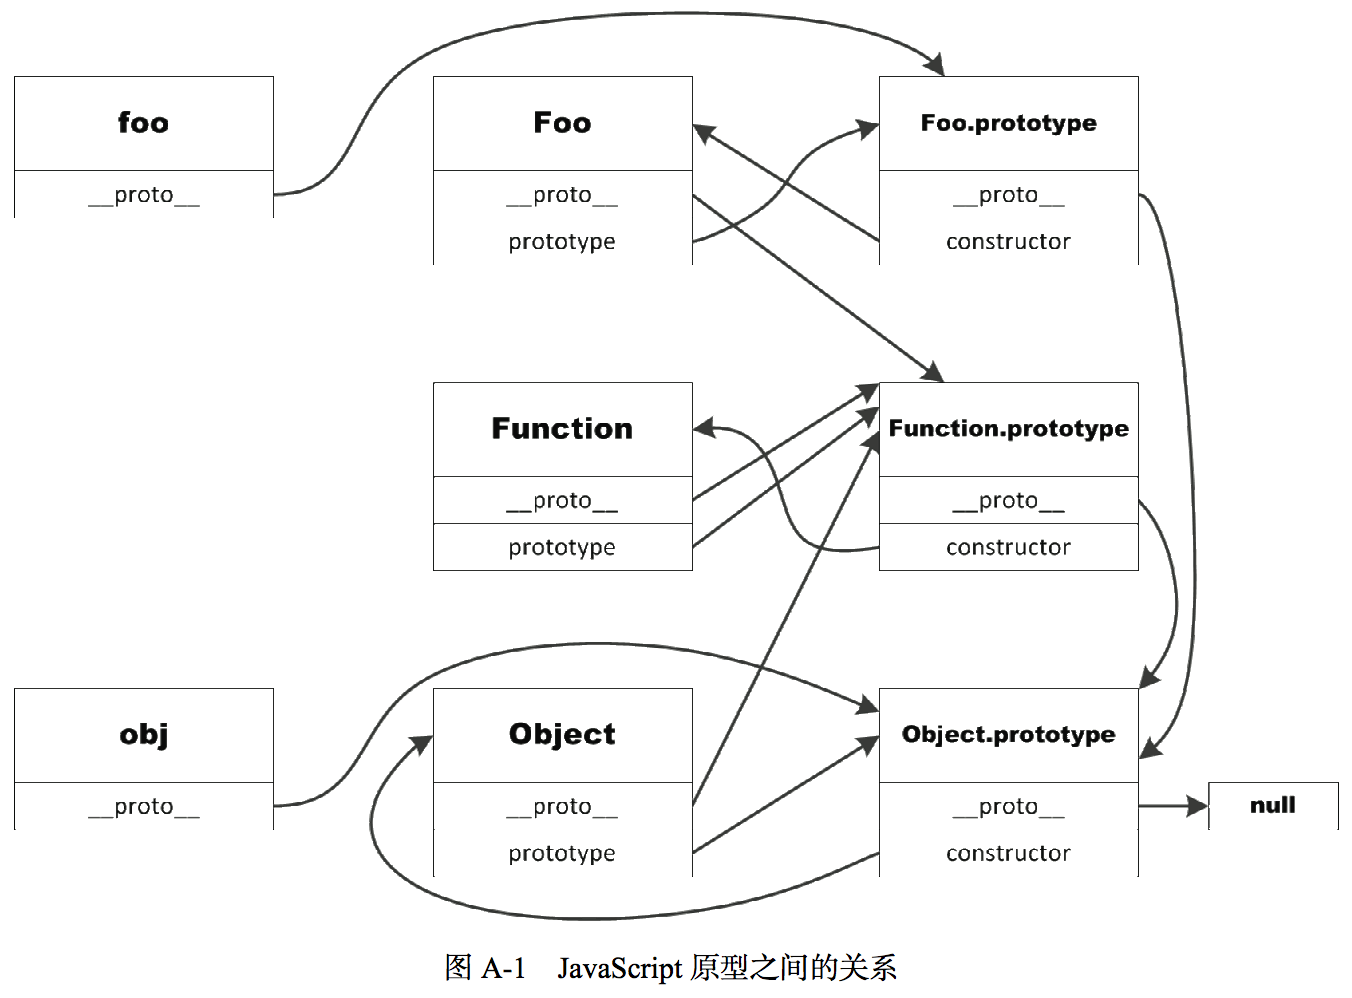 foo
__proto__
Foo
__proto__
prototype
Foo.prototype
__proto__
constructor
Function
__proto__
prototype
Function.prototype
__proto__
constructor
obj
__proto__
Object
__proto__
prototype
Object.prototype
__proto__
constructor
null
图 A-1 JavaScript 原型之间的关系